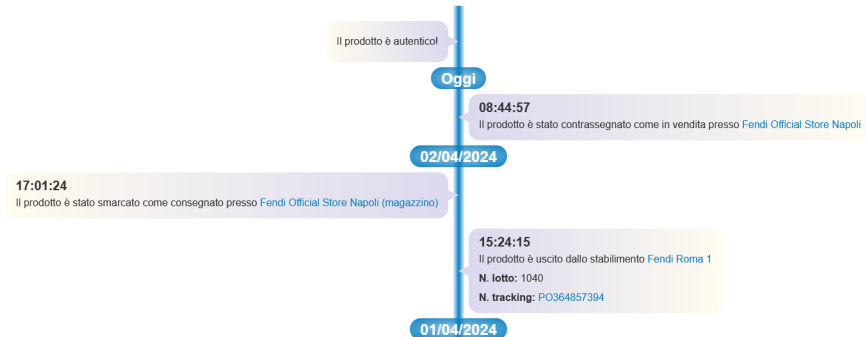 Il prodotto è autentico!
Oggi
08:44:57
Il prodotto è stato contrassegnato come in vendita presso Fendi Official Store Napoli
02/04/2024
17:01:24
Il prodotto è stato smarcato come consegnato presso Fendi Official Store Napoli (magazzino)
15:24:15
Il prodotto è uscito dallo stabilimento Fendi Roma 1
N. lotto: 1040
N. tracking: PO364857394
01/04/2024